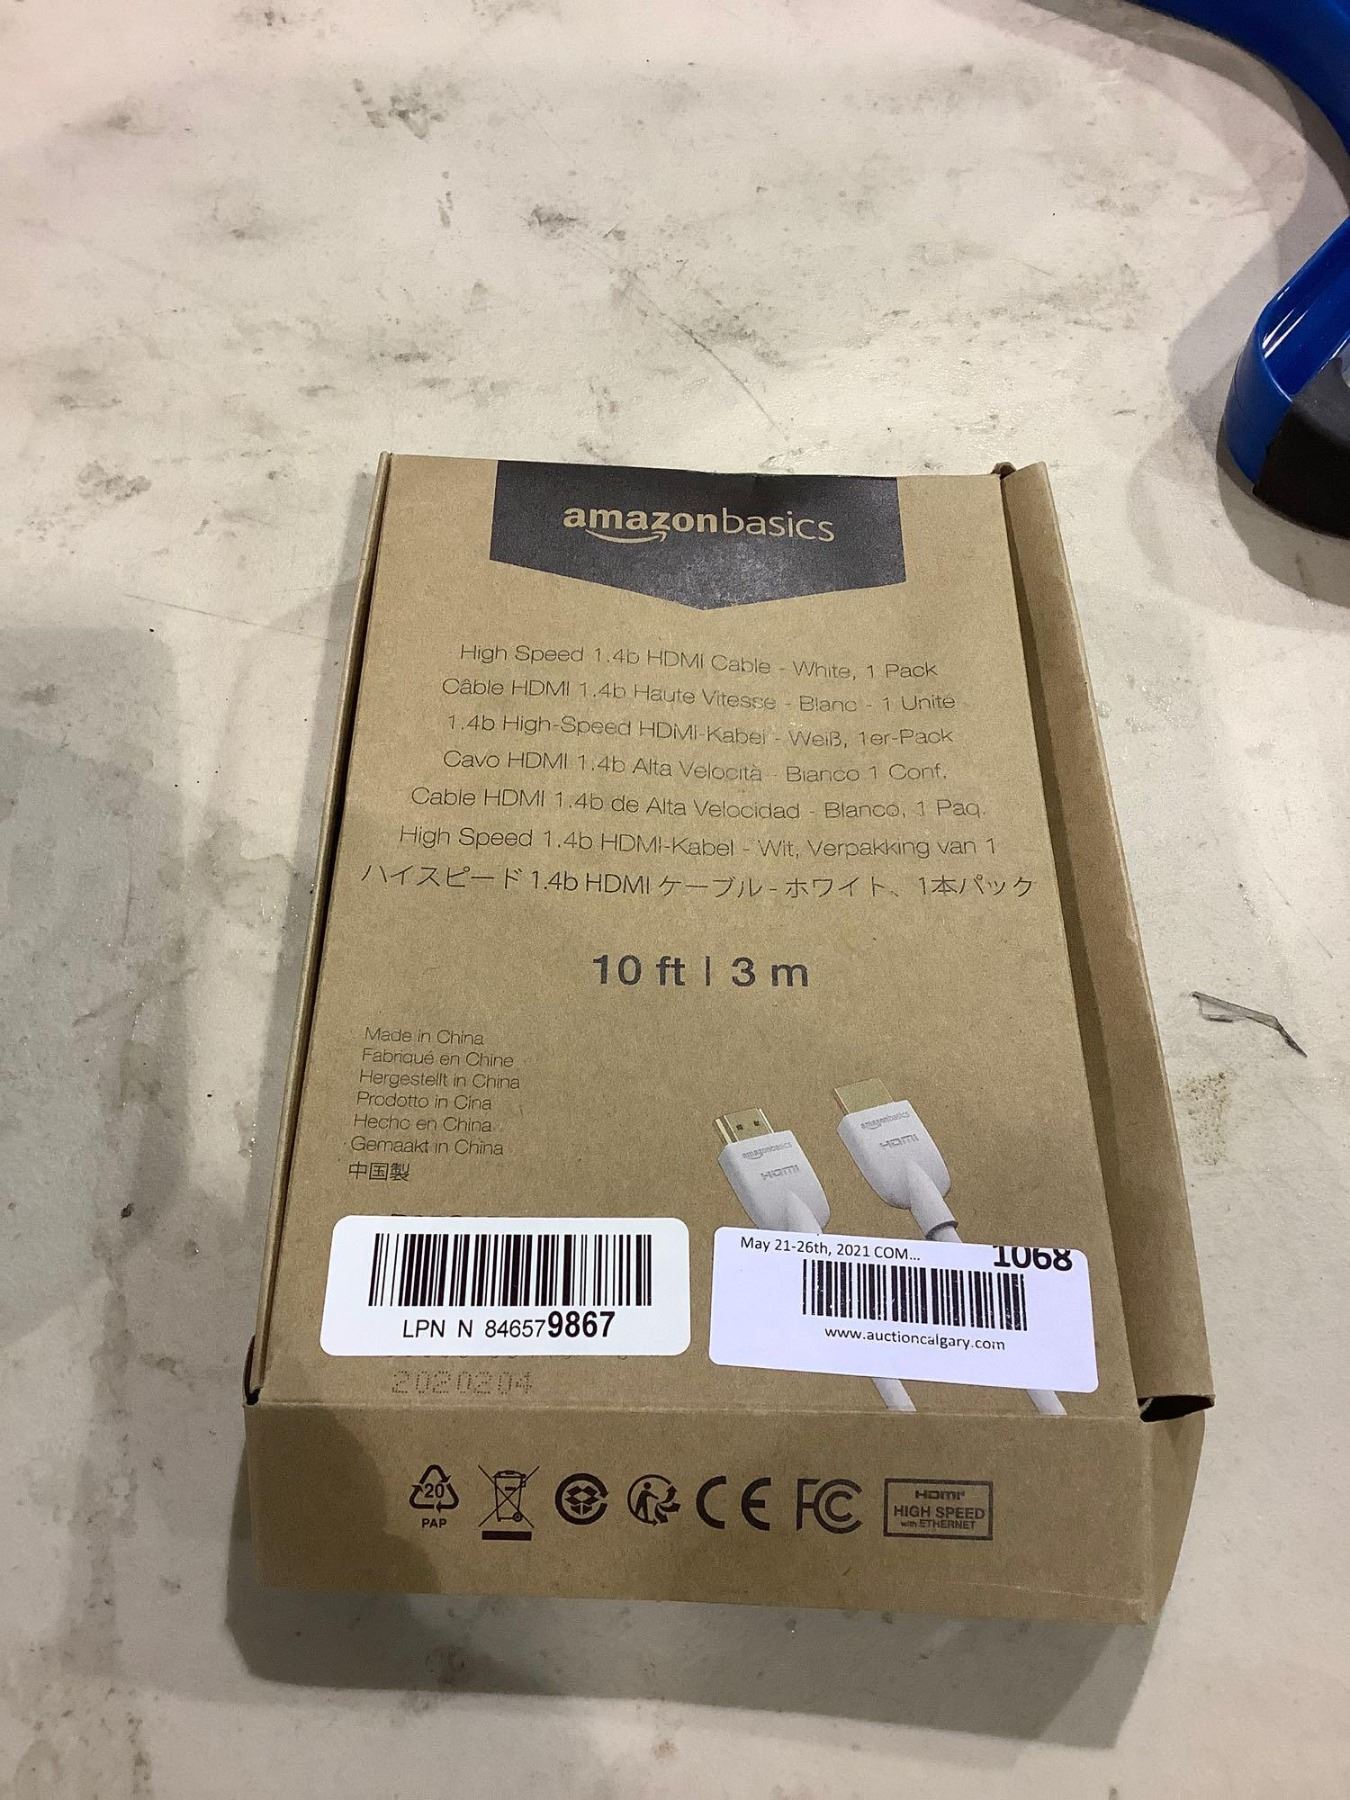 amazonbasics
High Speed 1.4b HDMI Cable - White, 1 Pack
Câble HDMI 1.4b Haute Vitesse - Blanc - 1 Unité
1.4b High-Speed HDMI-Kabel - Weiß, 1er-Pack
Cavo HDMI 1.4b Alta Velocità - Bianco 1 Conf.
Cable HDMI 1.4b de Alta Velocidad - Blanco, 1 Paq.
High Speed 1.4b HDMI-Kabel - Wit, Verpakking van 1
ハイスピード 1.4b HDMI ケーブル - ホワイト、1本パック
10 ft | 3 m
Made in China
Fabriqué en Chine
Hergestellt in China
Prodotto in Cina
Hecho en China
Gemaakt in China
中国製
amazonbasics
HDMI
amazonbasics
HDMI
LPN N 846579867
May 21-26th, 2021 COM...
1068
www.auctioncalgary.com
20200204
20
PAP
CE
FC
HDMI
HIGH SPEED
with ETHERNET